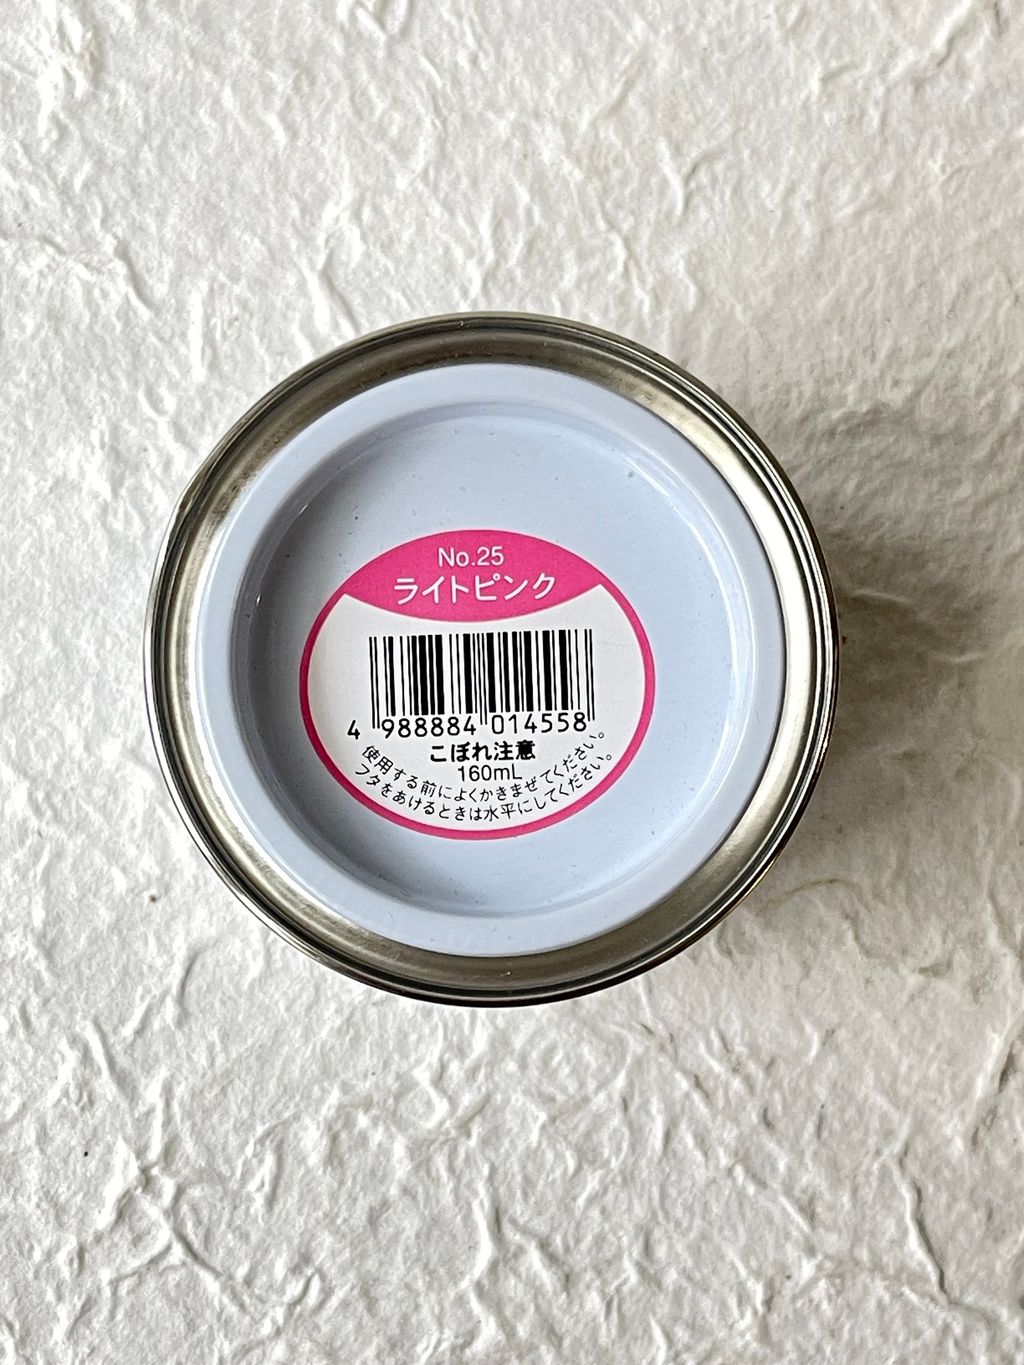 No.25
ライトピンク
4 988884 014558
こぼれ注意
160mL
使用する前によくかきまぜてください。
フタをあけるときは水平にしてください。